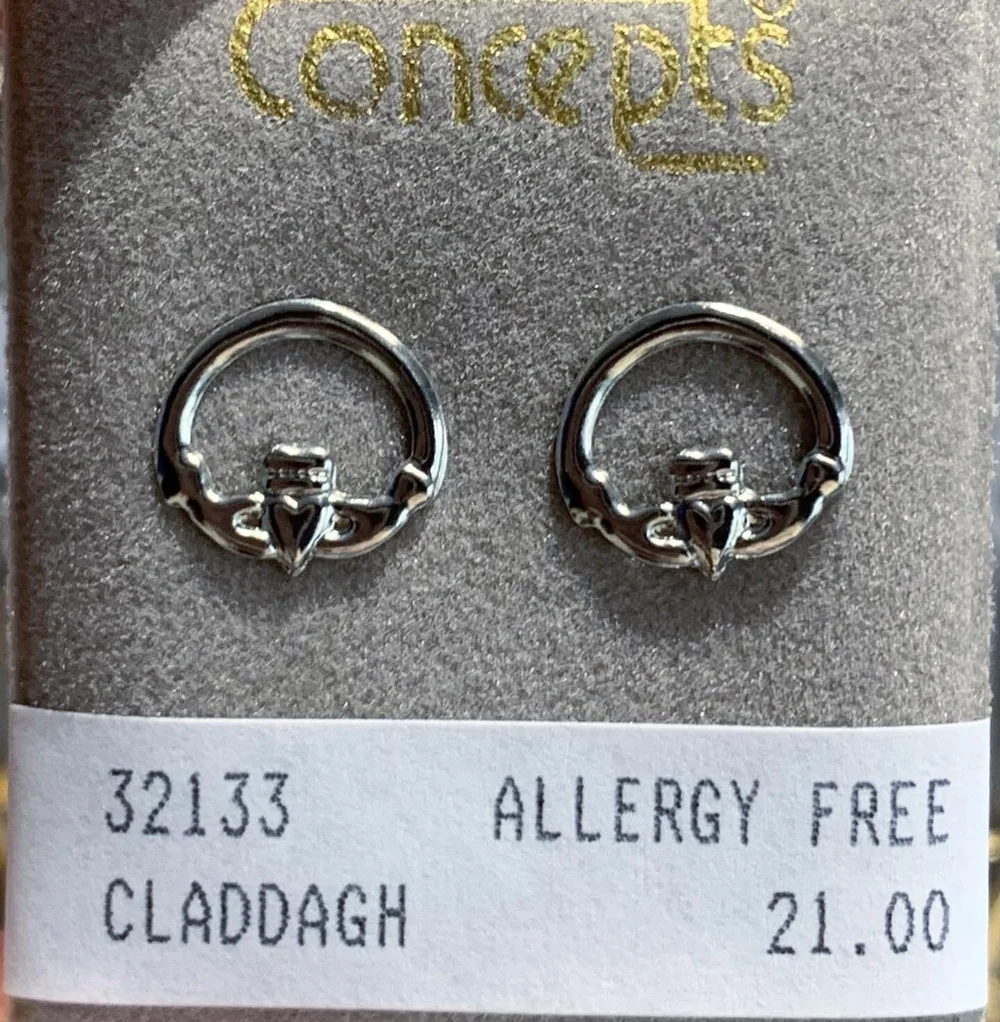 Concepts
32133 ALLERGY FREE
CLADDAGH 21.00